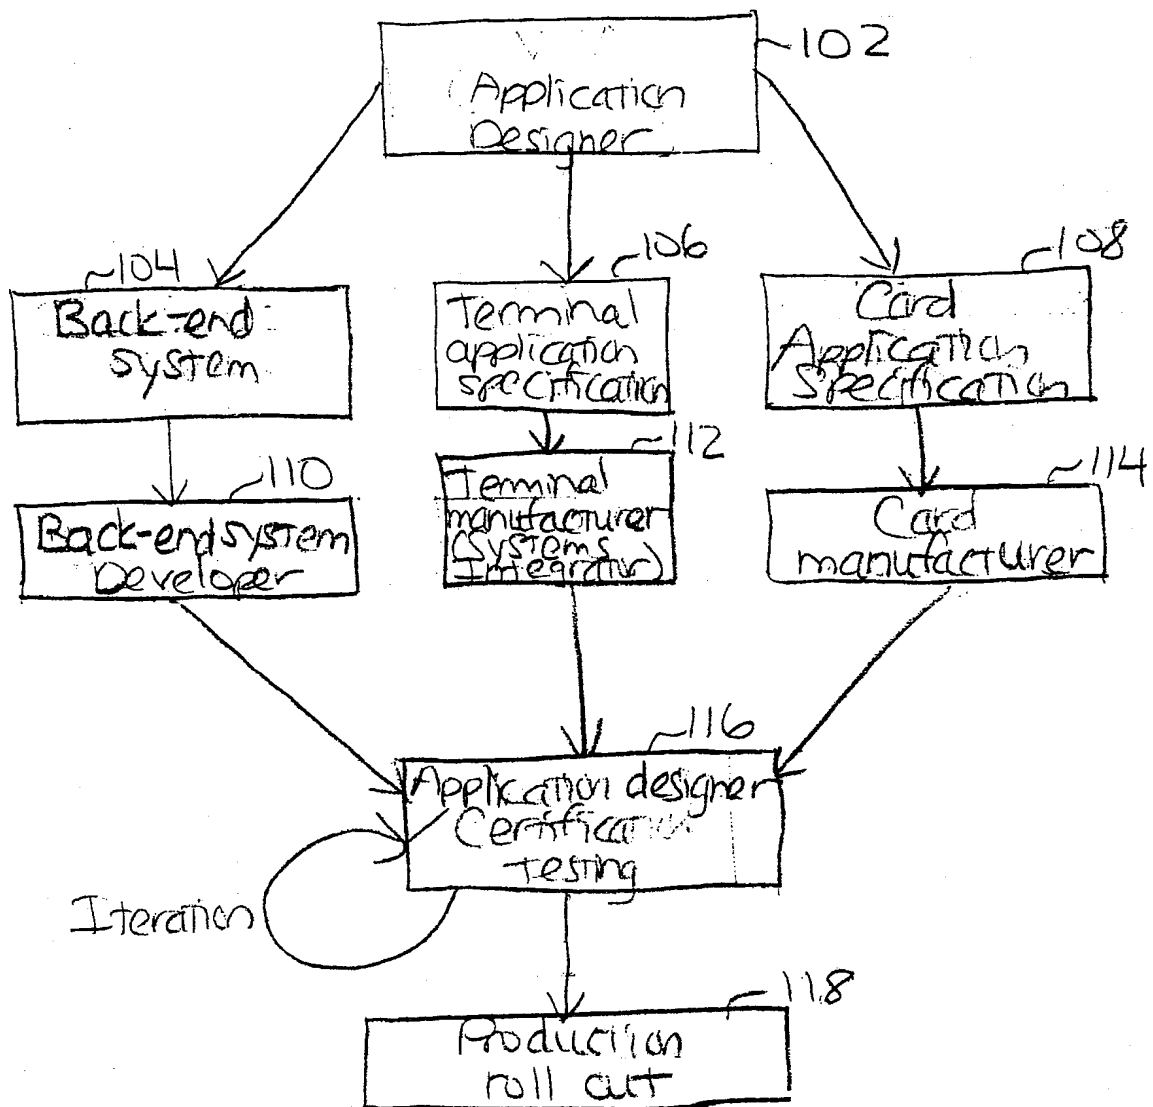 102
Application
Designer
104
106
108
Back-end
system
Terminal
application
specification
Card
Application
Specification
110
112
114
Back-end system
Developer
Terminal
manufacturer
(Systems
Integrator)
Card
manufacturer
116
Application designer
Certification
testing
Iteration
118
Production
roll out